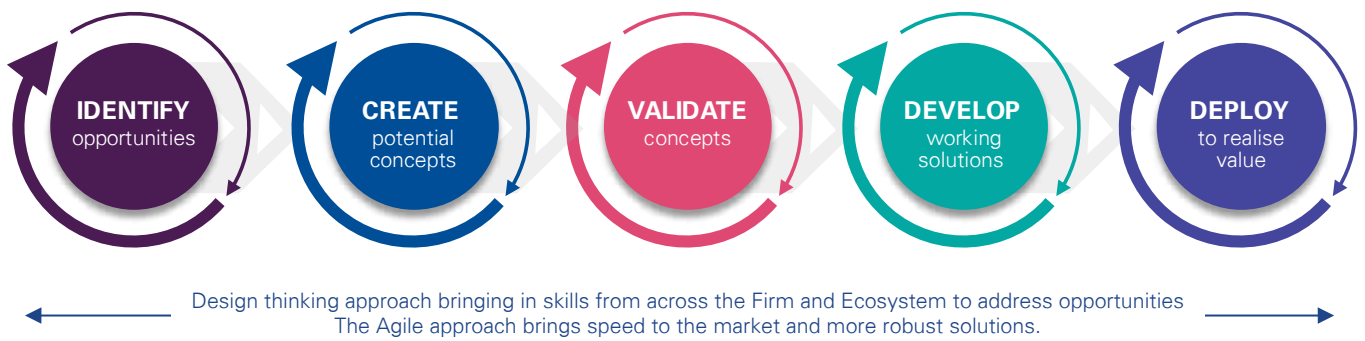 IDENTIFY
opportunities
CREATE
potential
concepts
VALIDATE
concepts
DEVELOP
working
solutions
DEPLOY
to realise
value
Design thinking approach bringing in skills from across the Firm and Ecosystem to address opportunities
The Agile approach brings speed to the market and more robust solutions.